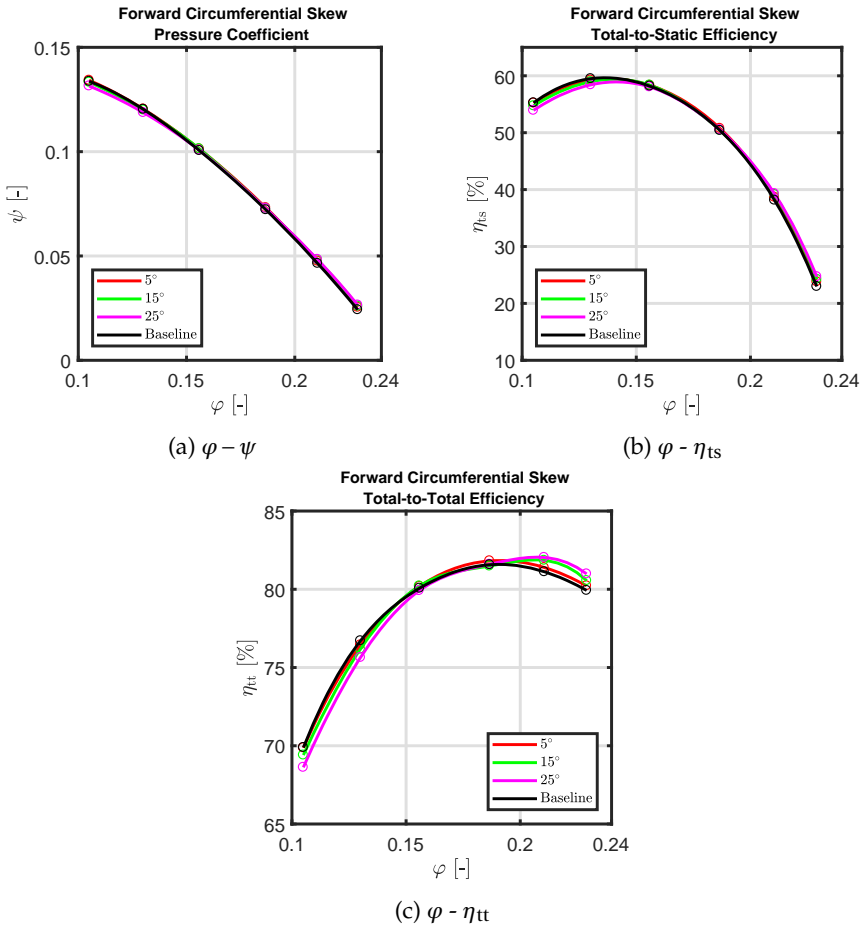 Forward Circumferential Skew
Pressure Coefficient
0.15
0.1
0.05
0
ψ [-]
5°
15°
25°
Baseline
0.1
0.15
0.2
0.24
φ [-]
(a) φ – ψ
Forward Circumferential Skew
Total-to-Static Efficiency
60
50
40
30
20
10
η_ts [%]
5°
15°
25°
Baseline
0.1
0.15
0.2
0.24
φ [-]
(b) φ - η_ts
Forward Circumferential Skew
Total-to-Total Efficiency
85
80
75
70
65
η_tt [%]
5°
15°
25°
Baseline
0.1
0.15
0.2
0.24
φ [-]
(c) φ - η_tt